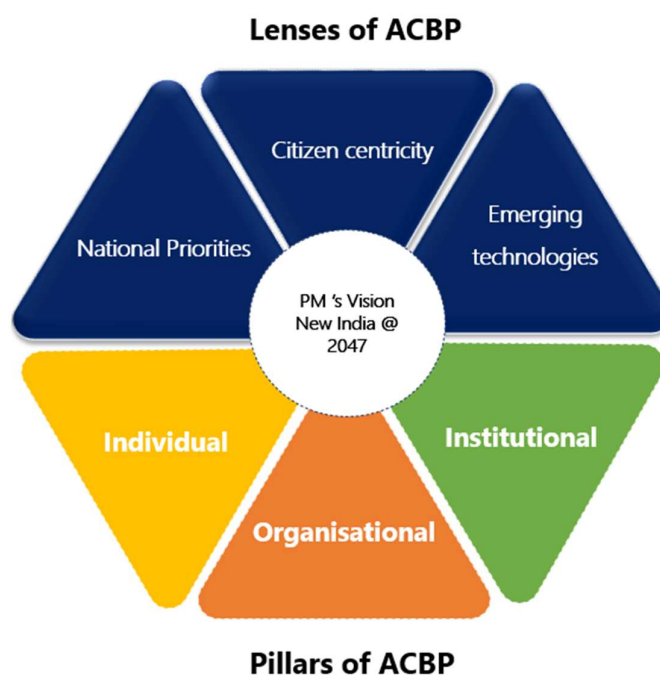 Lenses of ACBP
Citizen centricity
National Priorities
Emerging
technologies
PM ‘s Vision
New India @
2047
Individual
Institutional
Organisational
Pillars of ACBP